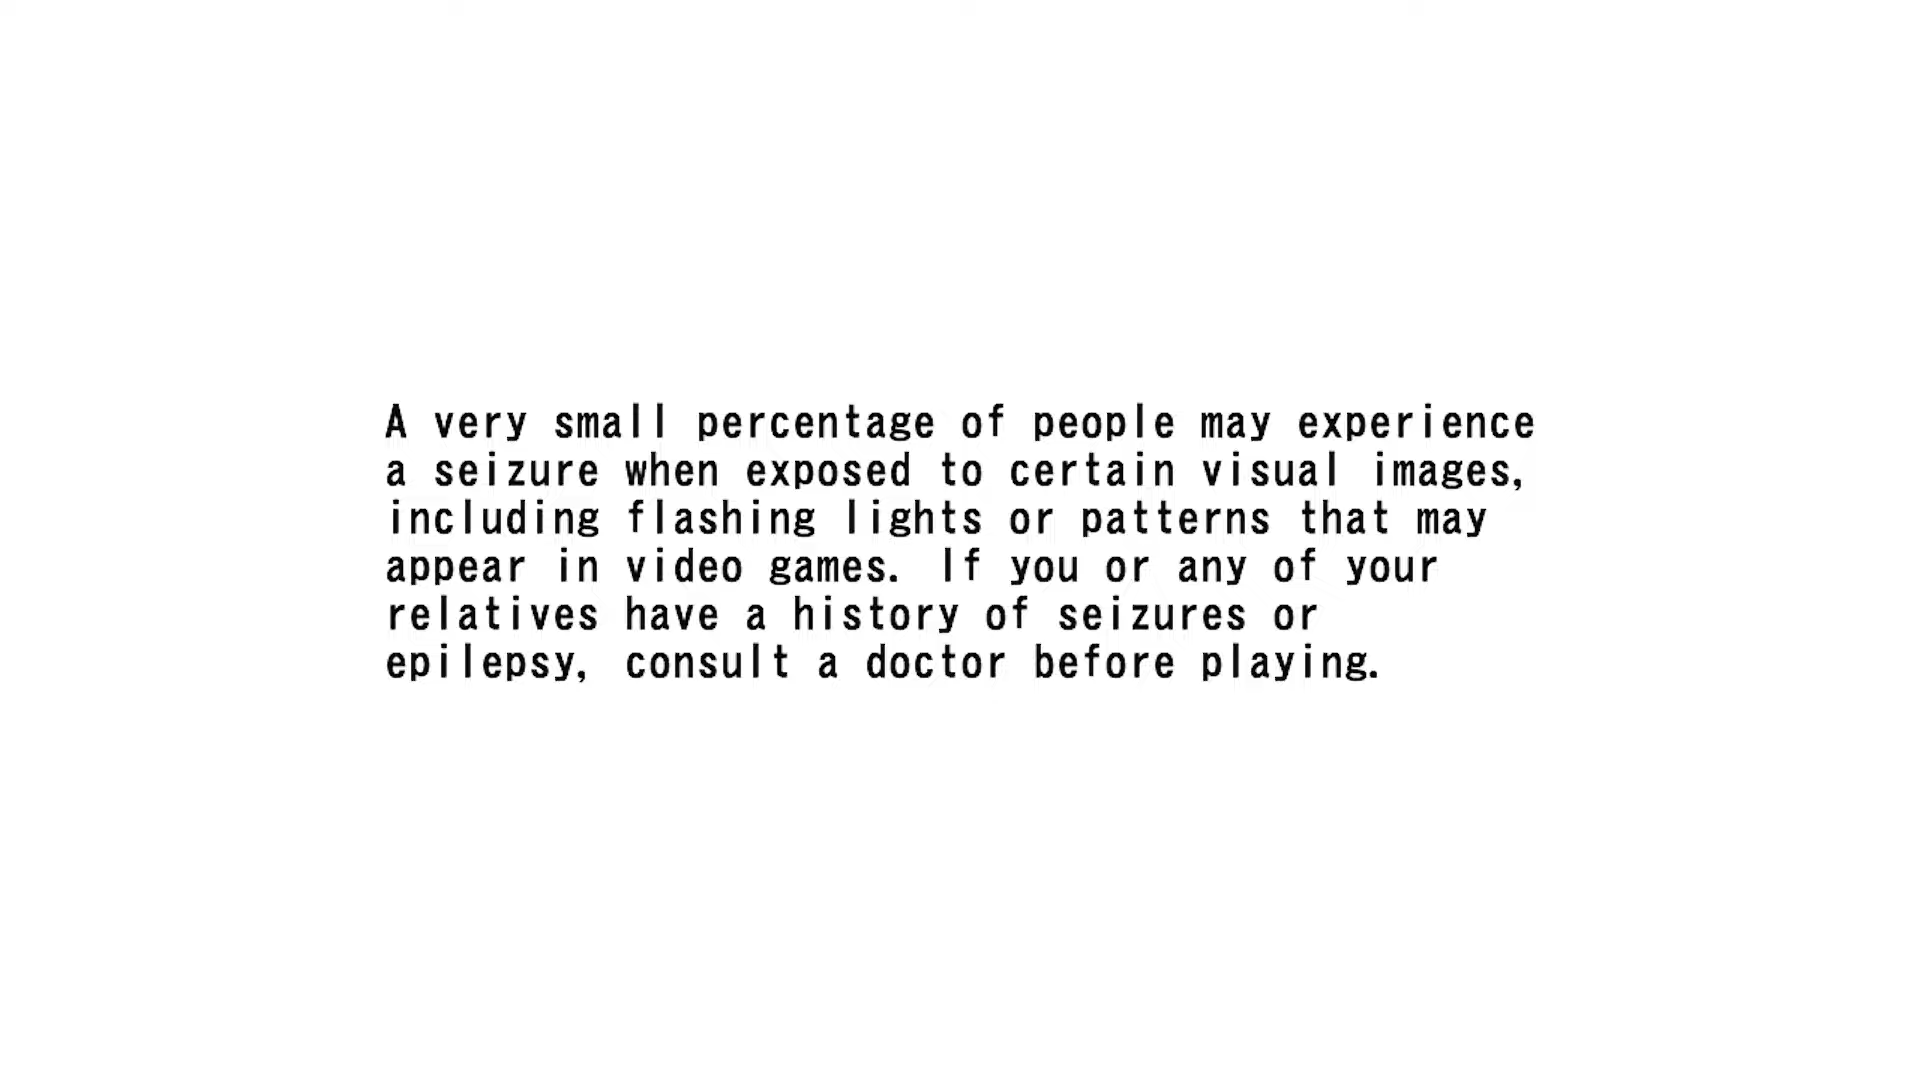 A very small percentage of people may experience
a seizure when exposed to certain visual images,
including flashing lights or patterns that may
appear in video games. If you or any of your
relatives have a history of seizures or
epilepsy, consult a doctor before playing.